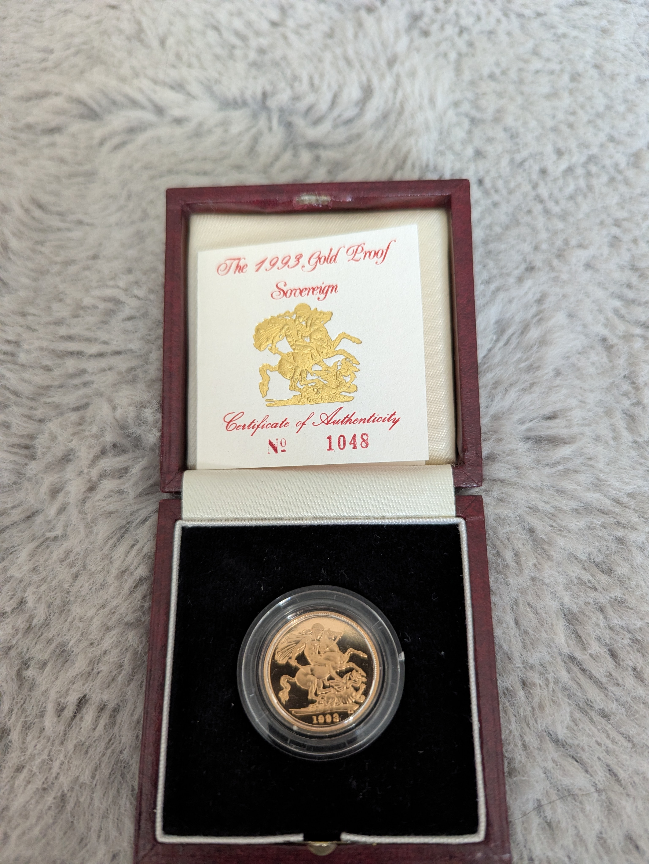 The 1993 Gold Proof
Sovereign
Certificate of Authenticity
Nº 1048
1993